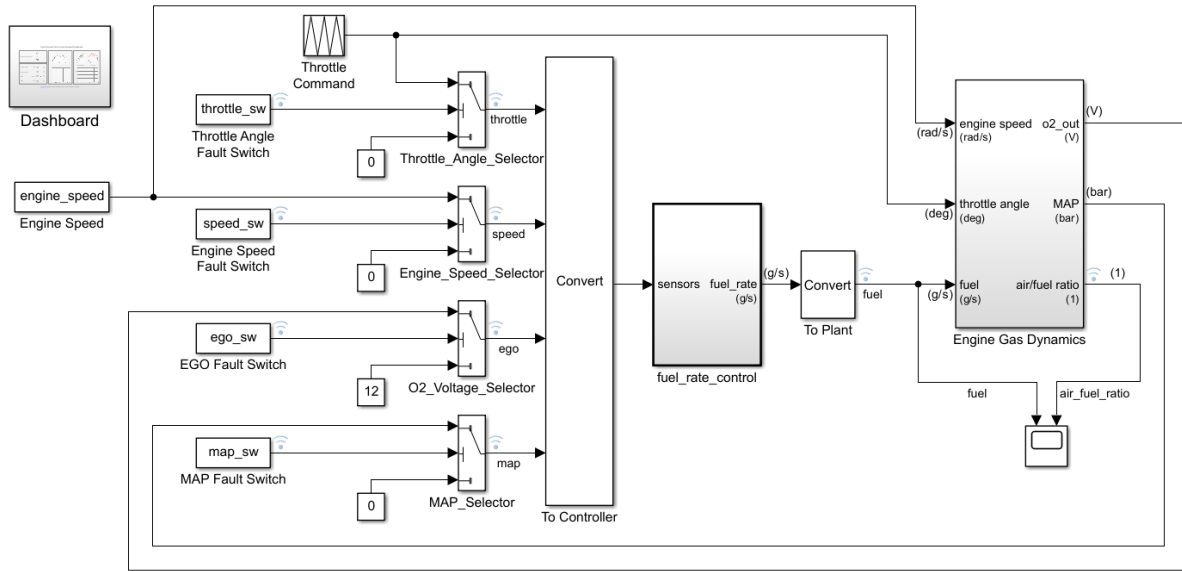 Dashboard
Throttle
Command
throttle_sw
Throttle Angle
Fault Switch
0
throttle
Throttle_Angle_Selector
engine_speed
Engine Speed
speed_sw
Engine Speed
Fault Switch
0
speed
Engine_Speed_Selector
ego_sw
EGO Fault Switch
12
ego
O2_Voltage_Selector
map_sw
MAP Fault Switch
0
map
MAP_Selector
Convert
To Controller
sensors
fuel_rate
(g/s)
fuel_rate_control
(g/s)
Convert
To Plant
fuel
(rad/s)
(deg)
(g/s)
engine speed
(rad/s)
throttle angle
(deg)
fuel
(g/s)
o2_out
(V)
MAP
(bar)
air/fuel ratio
(1)
Engine Gas Dynamics
(V)
(bar)
(1)
fuel
air_fuel_ratio